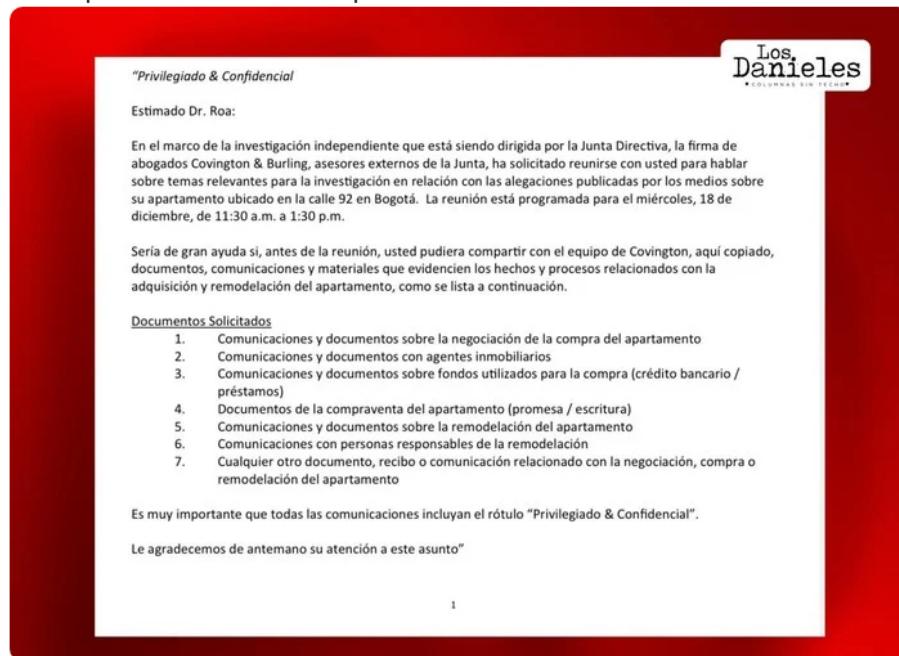 Los
Danieles
COLUMNAS SIN TECHO
"Privilegiado & Confidencial
Estimado Dr. Roa:
En el marco de la investigación independiente que está siendo dirigida por la Junta Directiva, la firma de
abogados Covington & Burling, asesores externos de la Junta, ha solicitado reunirse con usted para hablar
sobre temas relevantes para la investigación en relación con las alegaciones publicadas por los medios sobre
su apartamento ubicado en la calle 92 en Bogotá. La reunión está programada para el miércoles, 18 de
diciembre, de 11:30 a.m. a 1:30 p.m.
Sería de gran ayuda si, antes de la reunión, usted pudiera compartir con el equipo de Covington, aquí copiado,
documentos, comunicaciones y materiales que evidencien los hechos y procesos relacionados con la
adquisición y remodelación del apartamento, como se lista a continuación.
Documentos Solicitados
1. Comunicaciones y documentos sobre la negociación de la compra del apartamento
2. Comunicaciones y documentos con agentes inmobiliarios
3. Comunicaciones y documentos sobre fondos utilizados para la compra (crédito bancario /
préstamos)
4. Documentos de la compraventa del apartamento (promesa / escritura)
5. Comunicaciones y documentos sobre la remodelación del apartamento
6. Comunicaciones con personas responsables de la remodelación
7. Cualquier otro documento, recibo o comunicación relacionado con la negociación, compra o
remodelación del apartamento
Es muy importante que todas las comunicaciones incluyan el rótulo "Privilegiado & Confidencial".
Le agradecemos de antemano su atención a este asunto"
1